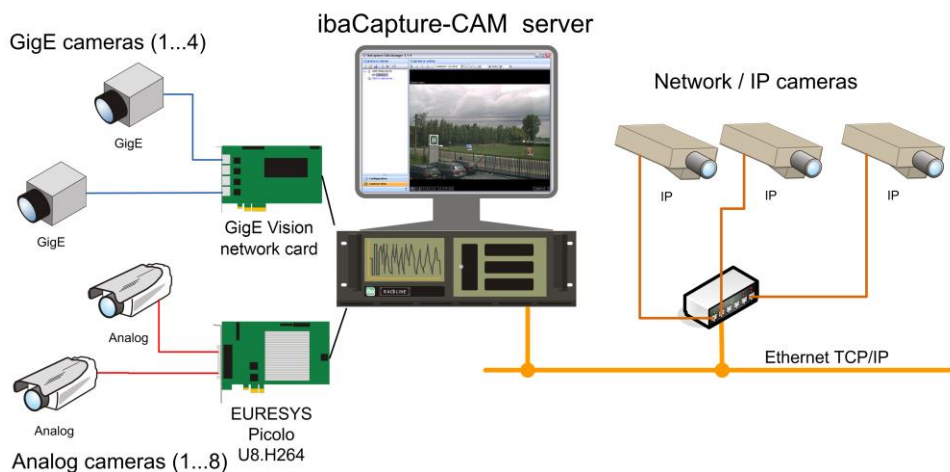 ibaCapture-CAM server
GigE cameras (1...4)
GigE
GigE
GigE Vision
network card
Network / IP cameras
IP
IP
IP
RACKLINE
Analog
Analog
EURESYS
Picolo
U8.H264
Analog cameras (1...8)
Ethernet TCP/IP